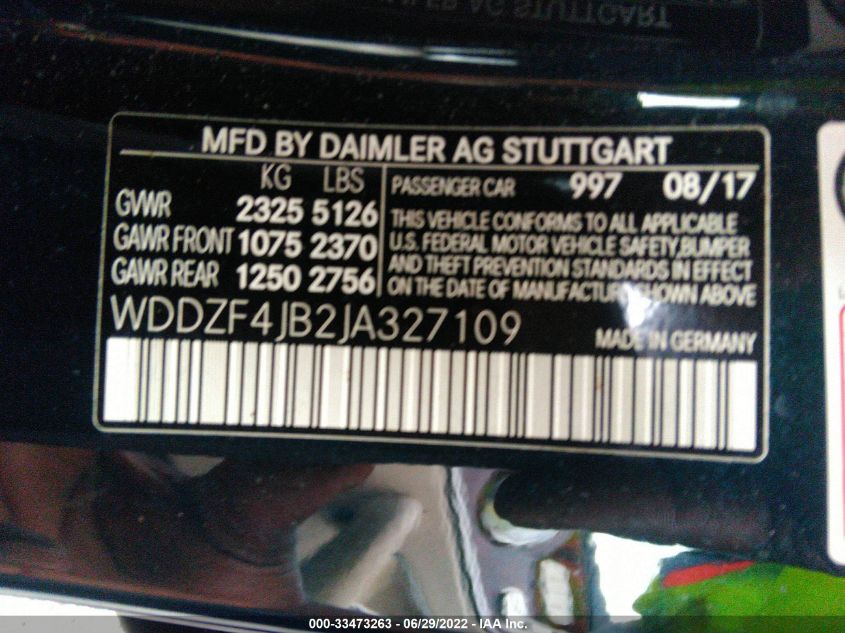 AG STUTTGART
MFD BY DAIMLER AG STUTTGART
KG LBS
GVWR 2325 5126
GAWR FRONT 1075 2370
GAWR REAR 1250 2756
PASSENGER CAR 997 08/17
THIS VEHICLE CONFORMS TO ALL APPLICABLE
U.S. FEDERAL MOTOR VEHICLE SAFETY,BUMPER
AND THEFT PREVENTION STANDARDS IN EFFECT
ON THE DATE OF MANUFACTURE SHOWN ABOVE
WDDZF4JB2JA327109
MADE IN GERMANY
000-33473263 - 06/29/2022 - IAA Inc.